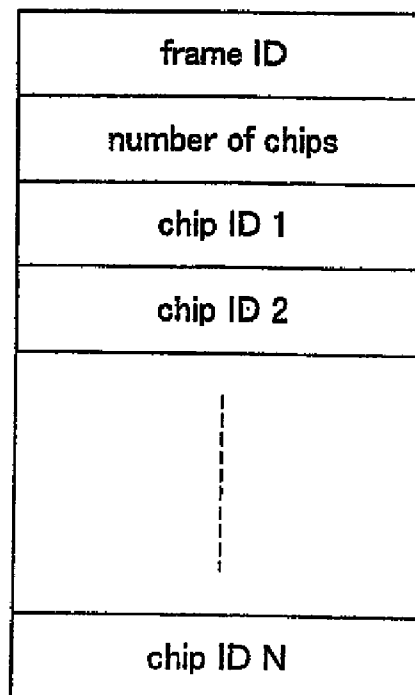 frame ID
number of chips
chip ID 1
chip ID 2
chip ID N